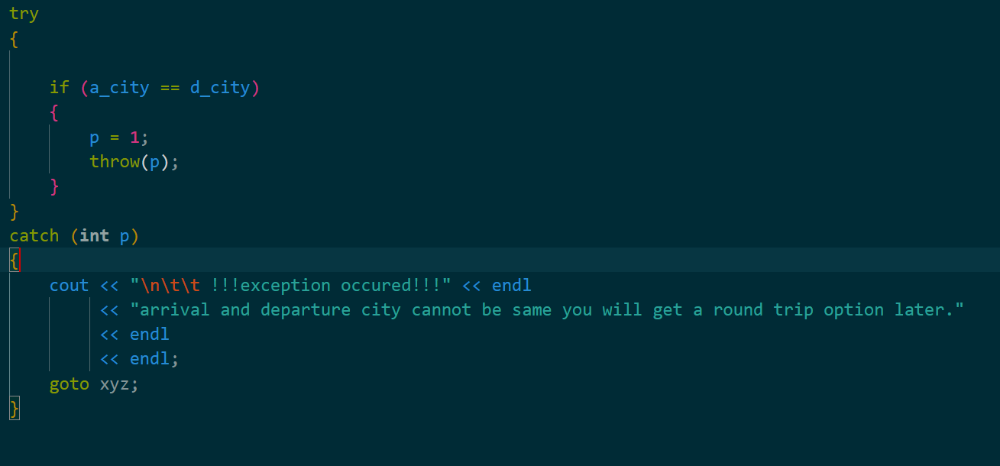 try
{
if (a_city == d_city)
{
p = 1;
throw(p);
}
}
catch (int p)
{
cout << "\n\t\t !!!exception occured!!!" << endl
<< "arrival and departure city cannot be same you will get a round trip option later."
<< endl
<< endl;
goto xyz;
}